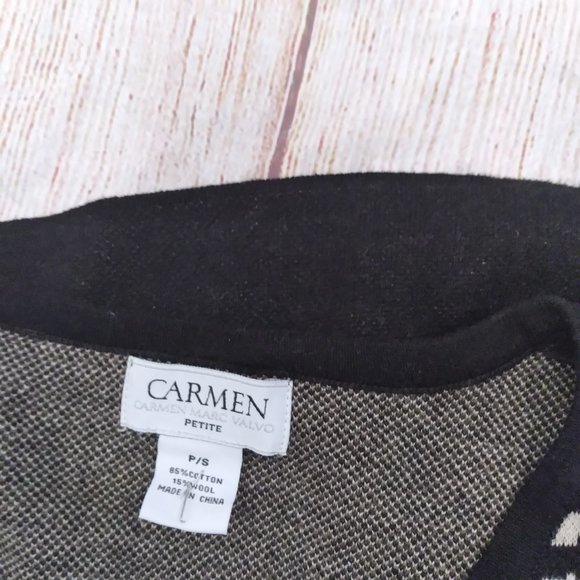 CARMEN
CARMEN MARC VALVO
PETITE
P/S
85% COTTON
15% WOOL
MADE IN CHINA